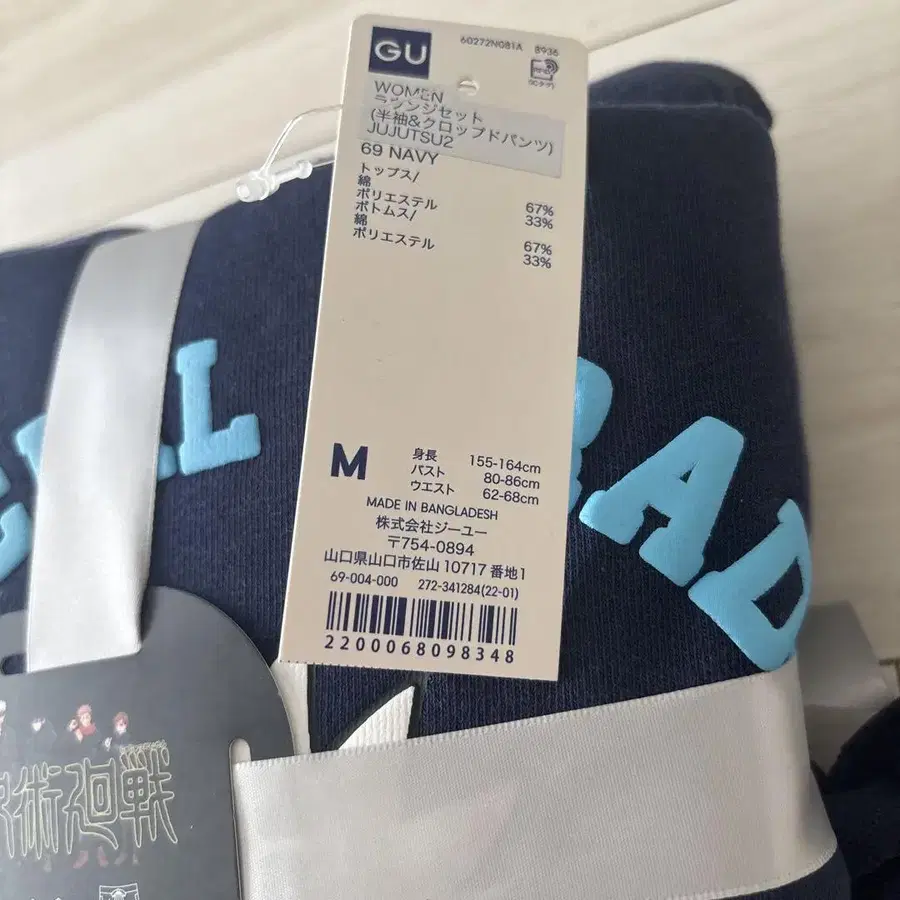 GU
60272N081A 8936
RFID
(ICタグ)
WOMEN
ラウンジセット
(半袖&クロップドパンツ)
JUJUTSU2
69 NAVY
トップス/
綿 67%
ポリエステル 33%
ボトムス/
綿 67%
ポリエステル 33%
M
身長 155-164cm
バスト 80-86cm
ウエスト 62-68cm
MADE IN BANGLADESH
株式会社ジーユー
〒754-0894
山口県山口市佐山 10717 番地1
69-004-000 272-341284(22-01)
2200068098348
呪術廻戦